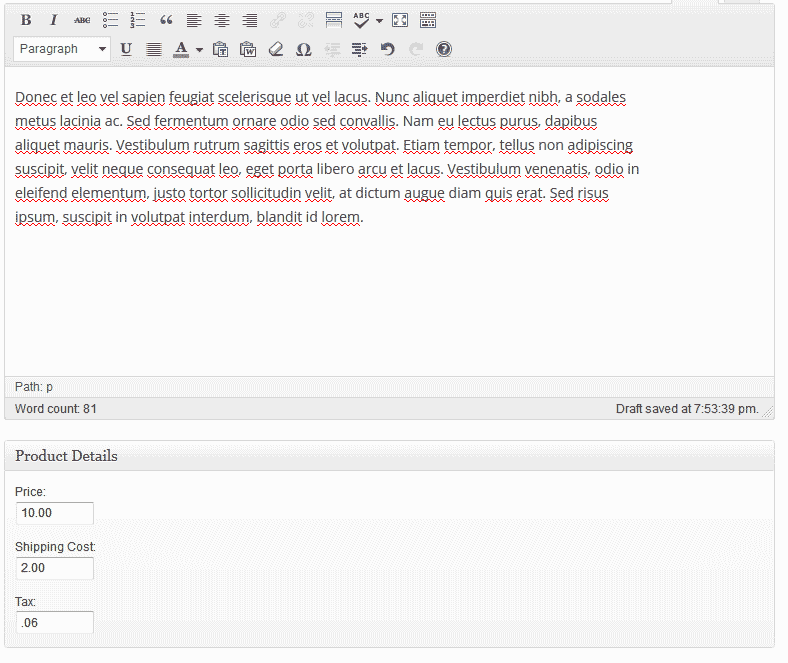 B I ABC ABC
Paragraph U A T W Ω ?
Donec et leo vel sapien feugiat scelerisque ut vel lacus. Nunc aliquet imperdiet nibh, a sodales
metus lacinia ac. Sed fermentum ornare odio sed convallis. Nam eu lectus purus, dapibus
aliquet mauris. Vestibulum rutrum sagittis eros et volutpat. Etiam tempor, tellus non adipiscing
suscipit, velit neque consequat leo, eget porta libero arcu et lacus. Vestibulum venenatis, odio in
eleifend elementum, justo tortor sollicitudin velit, at dictum augue diam quis erat. Sed risus
ipsum, suscipit in volutpat interdum, blandit id lorem.
Path: p
Word count: 81 Draft saved at 7:53:39 pm.
Product Details
Price:
10.00
Shipping Cost:
2.00
Tax:
.06